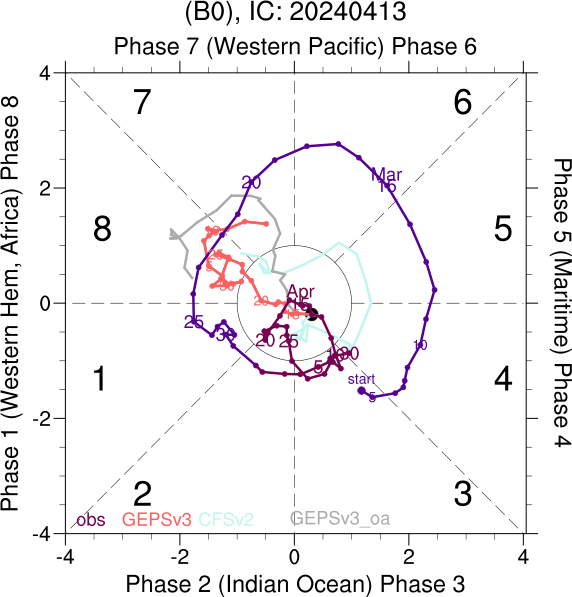 (B0), IC: 20240413
Phase 7 (Western Pacific) Phase 6
Phase 1 (Western Hem, Africa) Phase 8
Phase 5 (Maritime) Phase 4
4
2
0
-2
-4
7
6
8
5
1
4
2
3
20
Mar
15
25
10
start
5
Apr
20
25
5
30
20
15
obs GEPSv3 CFSv2 GEPSv3_oa
-4 -2 0 2 4
Phase 2 (Indian Ocean) Phase 3